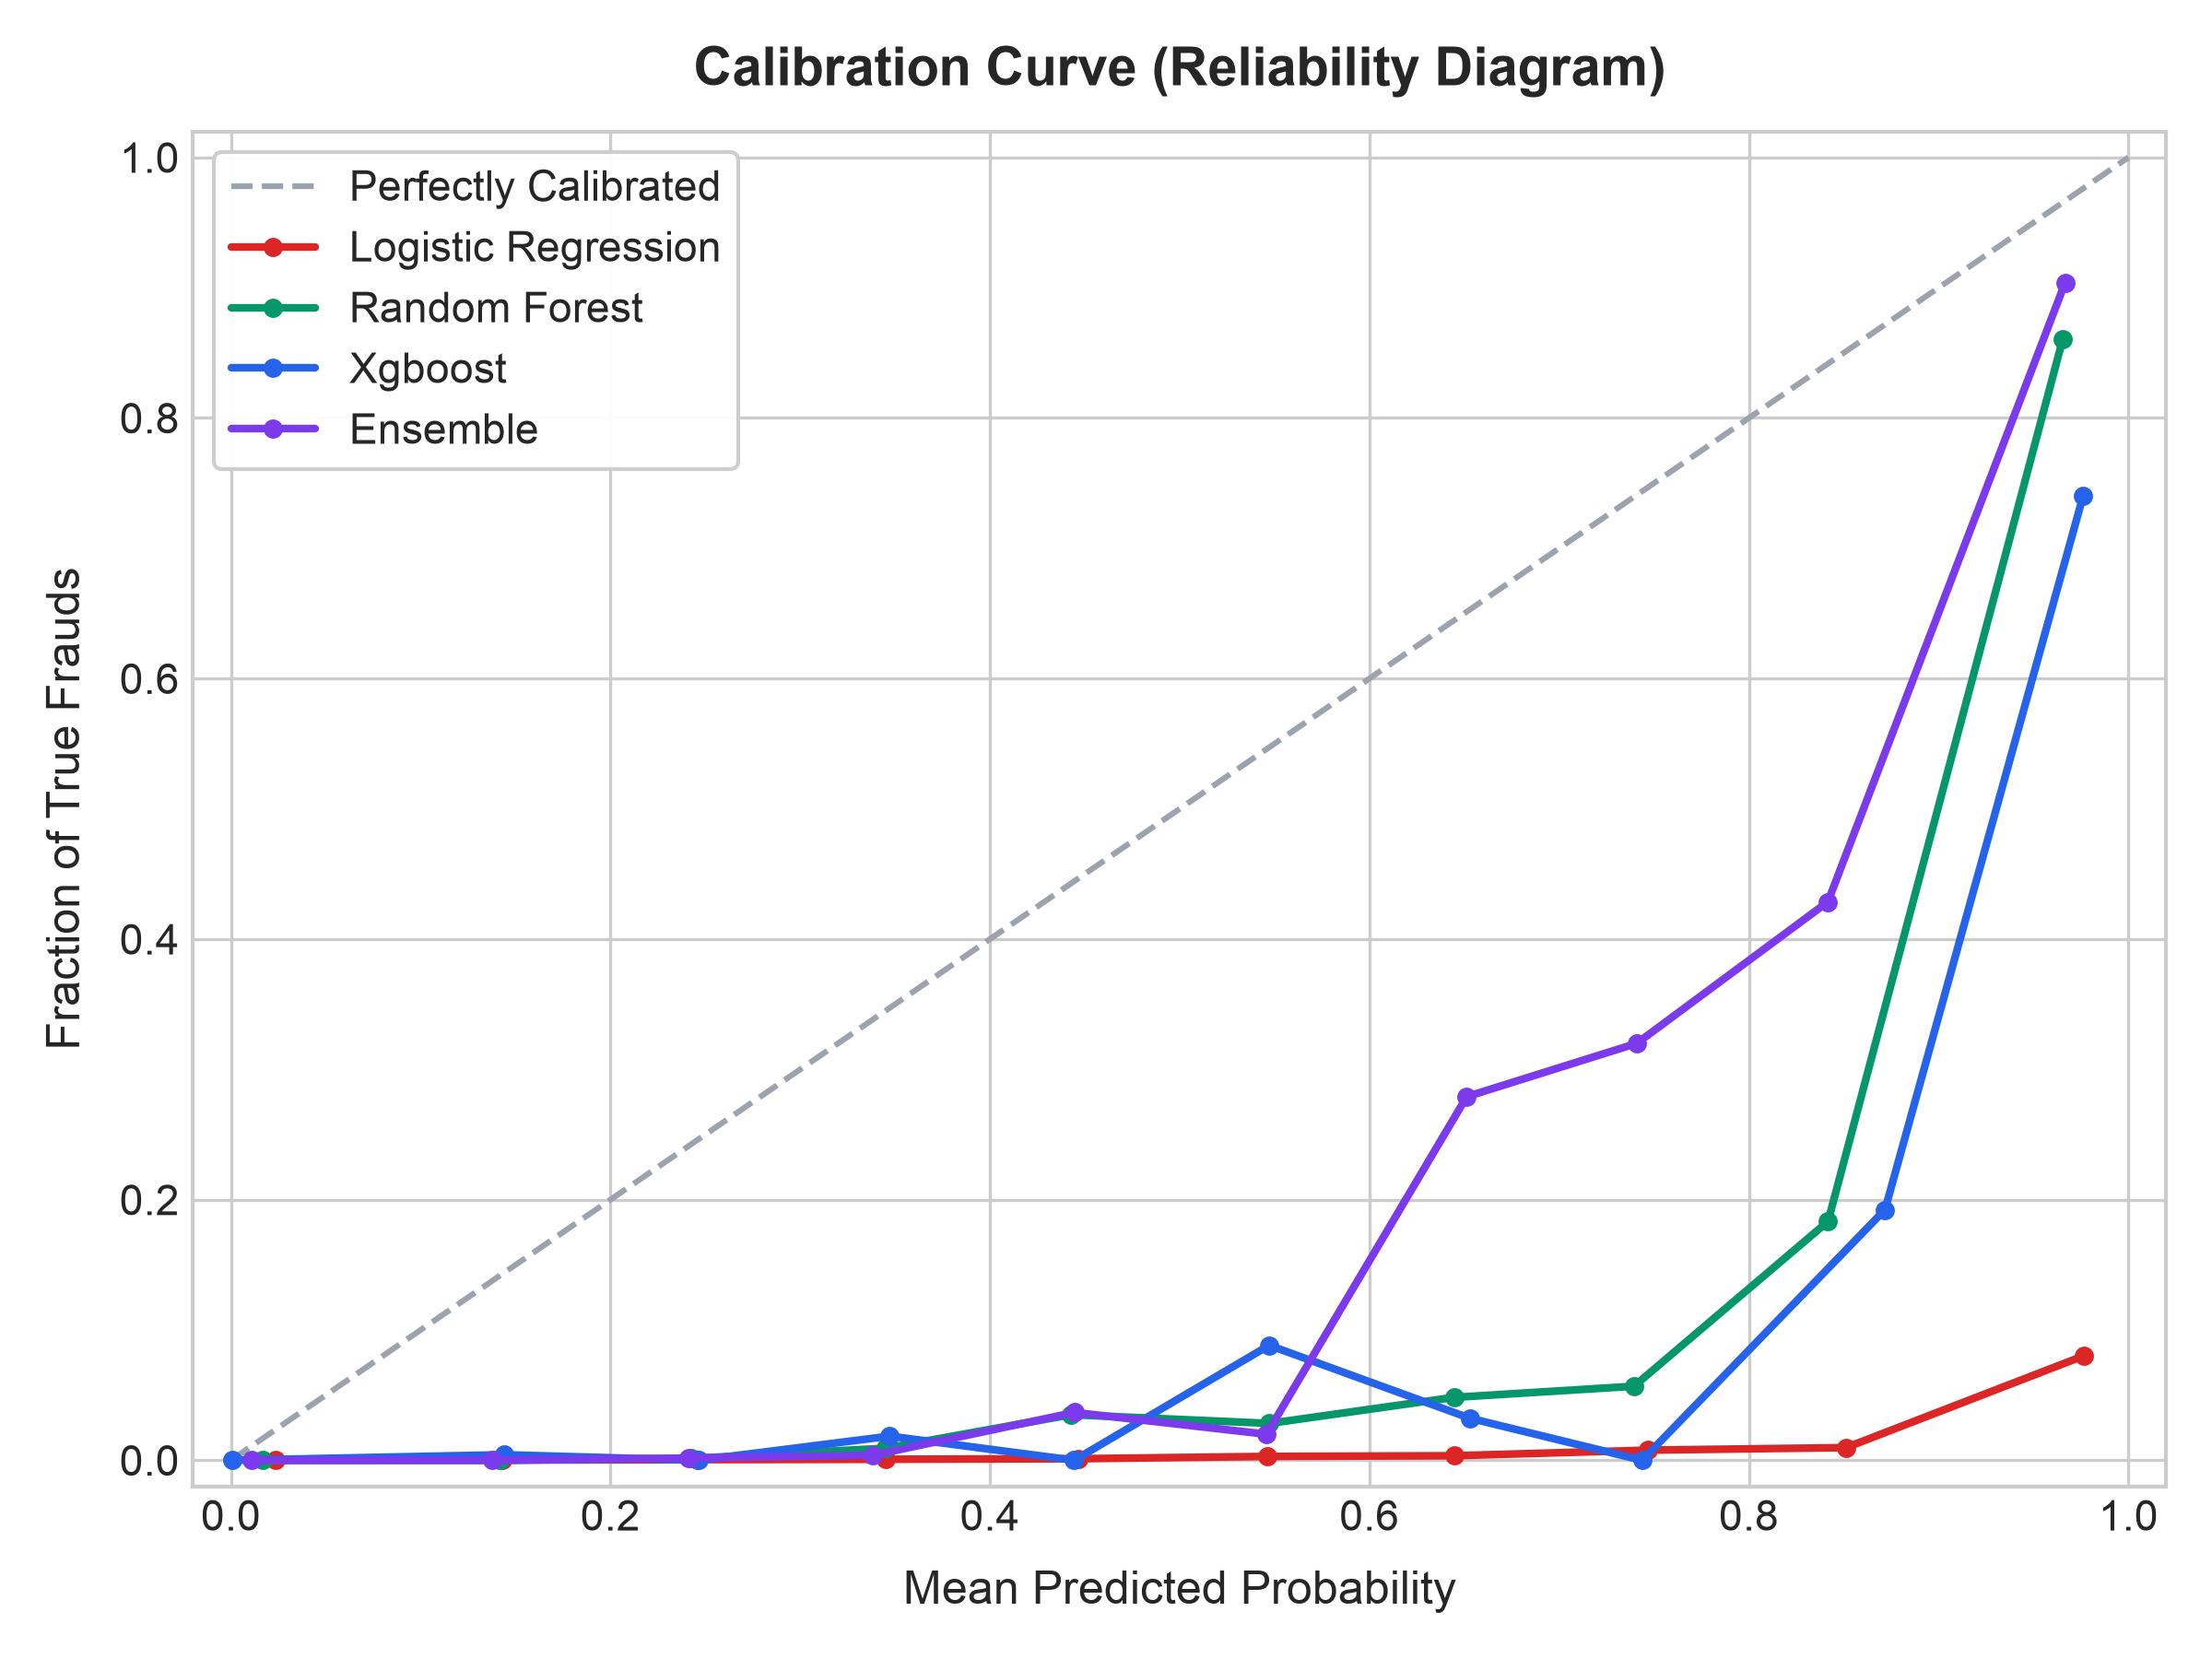 Calibration Curve (Reliability Diagram)
Perfectly Calibrated
Logistic Regression
Random Forest
Xgboost
Ensemble
1.0
0.8
0.6
0.4
0.2
0.0
Fraction of True Frauds
0.0 0.2 0.4 0.6 0.8 1.0
Mean Predicted Probability